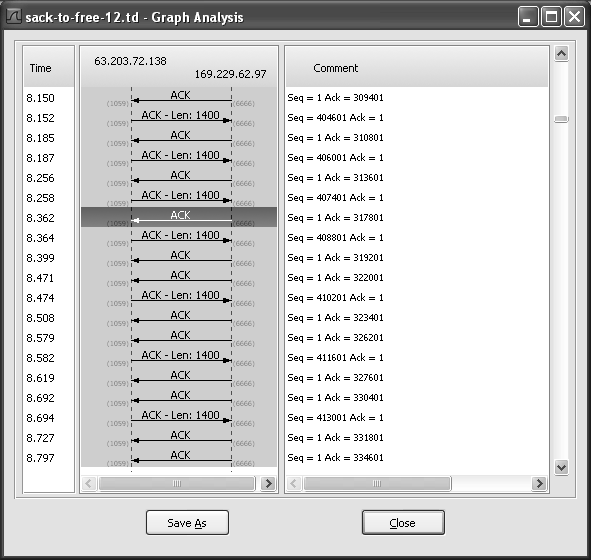 sack-to-free-12.td - Graph Analysis
Time 63.203.72.138 169.229.62.97 Comment
8.150 (1059) ACK (6666) Seq = 1 Ack = 309401
8.152 (1059) ACK - Len: 1400 (6666) Seq = 404601 Ack = 1
8.185 (1059) ACK (6666) Seq = 1 Ack = 310801
8.187 (1059) ACK - Len: 1400 (6666) Seq = 406001 Ack = 1
8.256 (1059) ACK (6666) Seq = 1 Ack = 313601
8.258 (1059) ACK - Len: 1400 (6666) Seq = 407401 Ack = 1
8.362 (1059) ACK (6666) Seq = 1 Ack = 317801
8.364 (1059) ACK - Len: 1400 (6666) Seq = 408801 Ack = 1
8.399 (1059) ACK (6666) Seq = 1 Ack = 319201
8.471 (1059) ACK (6666) Seq = 1 Ack = 322001
8.474 (1059) ACK - Len: 1400 (6666) Seq = 410201 Ack = 1
8.508 (1059) ACK (6666) Seq = 1 Ack = 323401
8.579 (1059) ACK (6666) Seq = 1 Ack = 326201
8.582 (1059) ACK - Len: 1400 (6666) Seq = 411601 Ack = 1
8.619 (1059) ACK (6666) Seq = 1 Ack = 327601
8.692 (1059) ACK (6666) Seq = 1 Ack = 330401
8.694 (1059) ACK - Len: 1400 (6666) Seq = 413001 Ack = 1
8.727 (1059) ACK (6666) Seq = 1 Ack = 331801
8.797 (1059) ACK (6666) Seq = 1 Ack = 334601
Save As Close